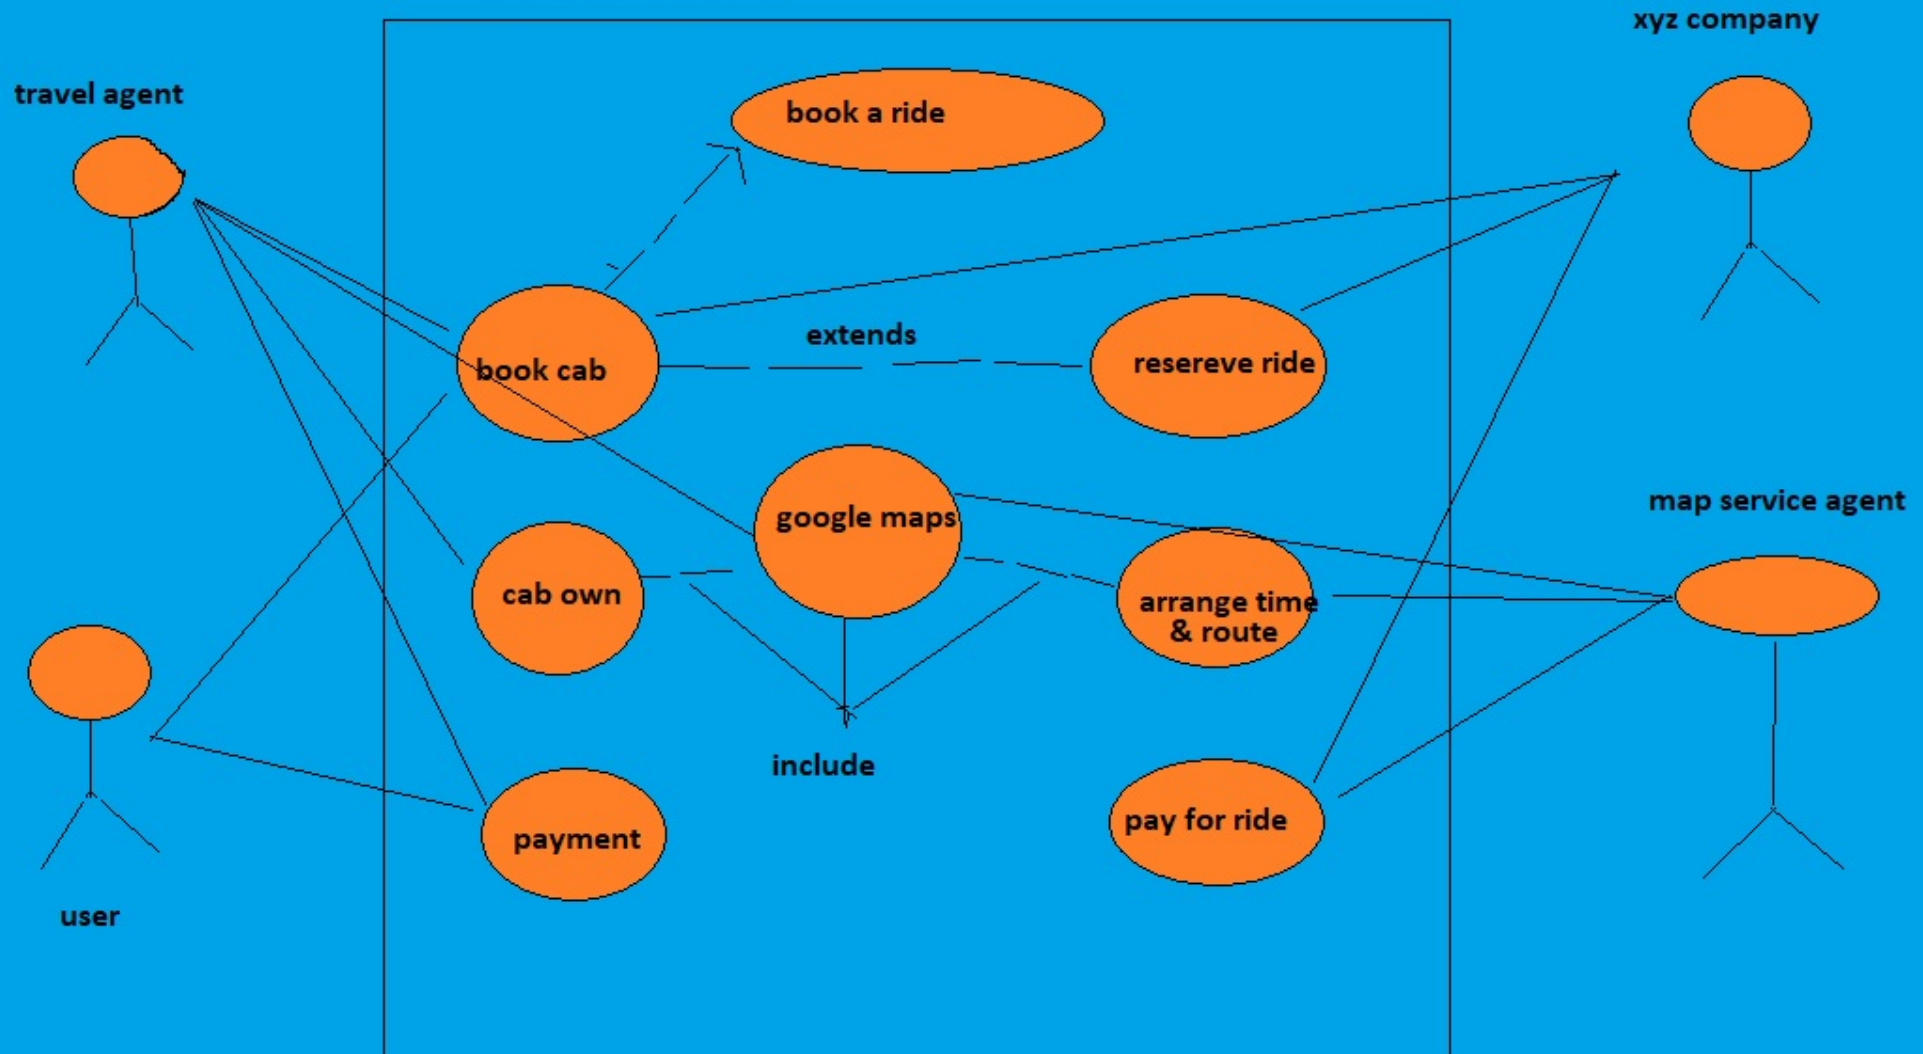 xyz company
travel agent
book a ride
extends
book cab
resereve ride
google maps
map service agent
cab own
arrange time
& route
include
payment
pay for ride
user